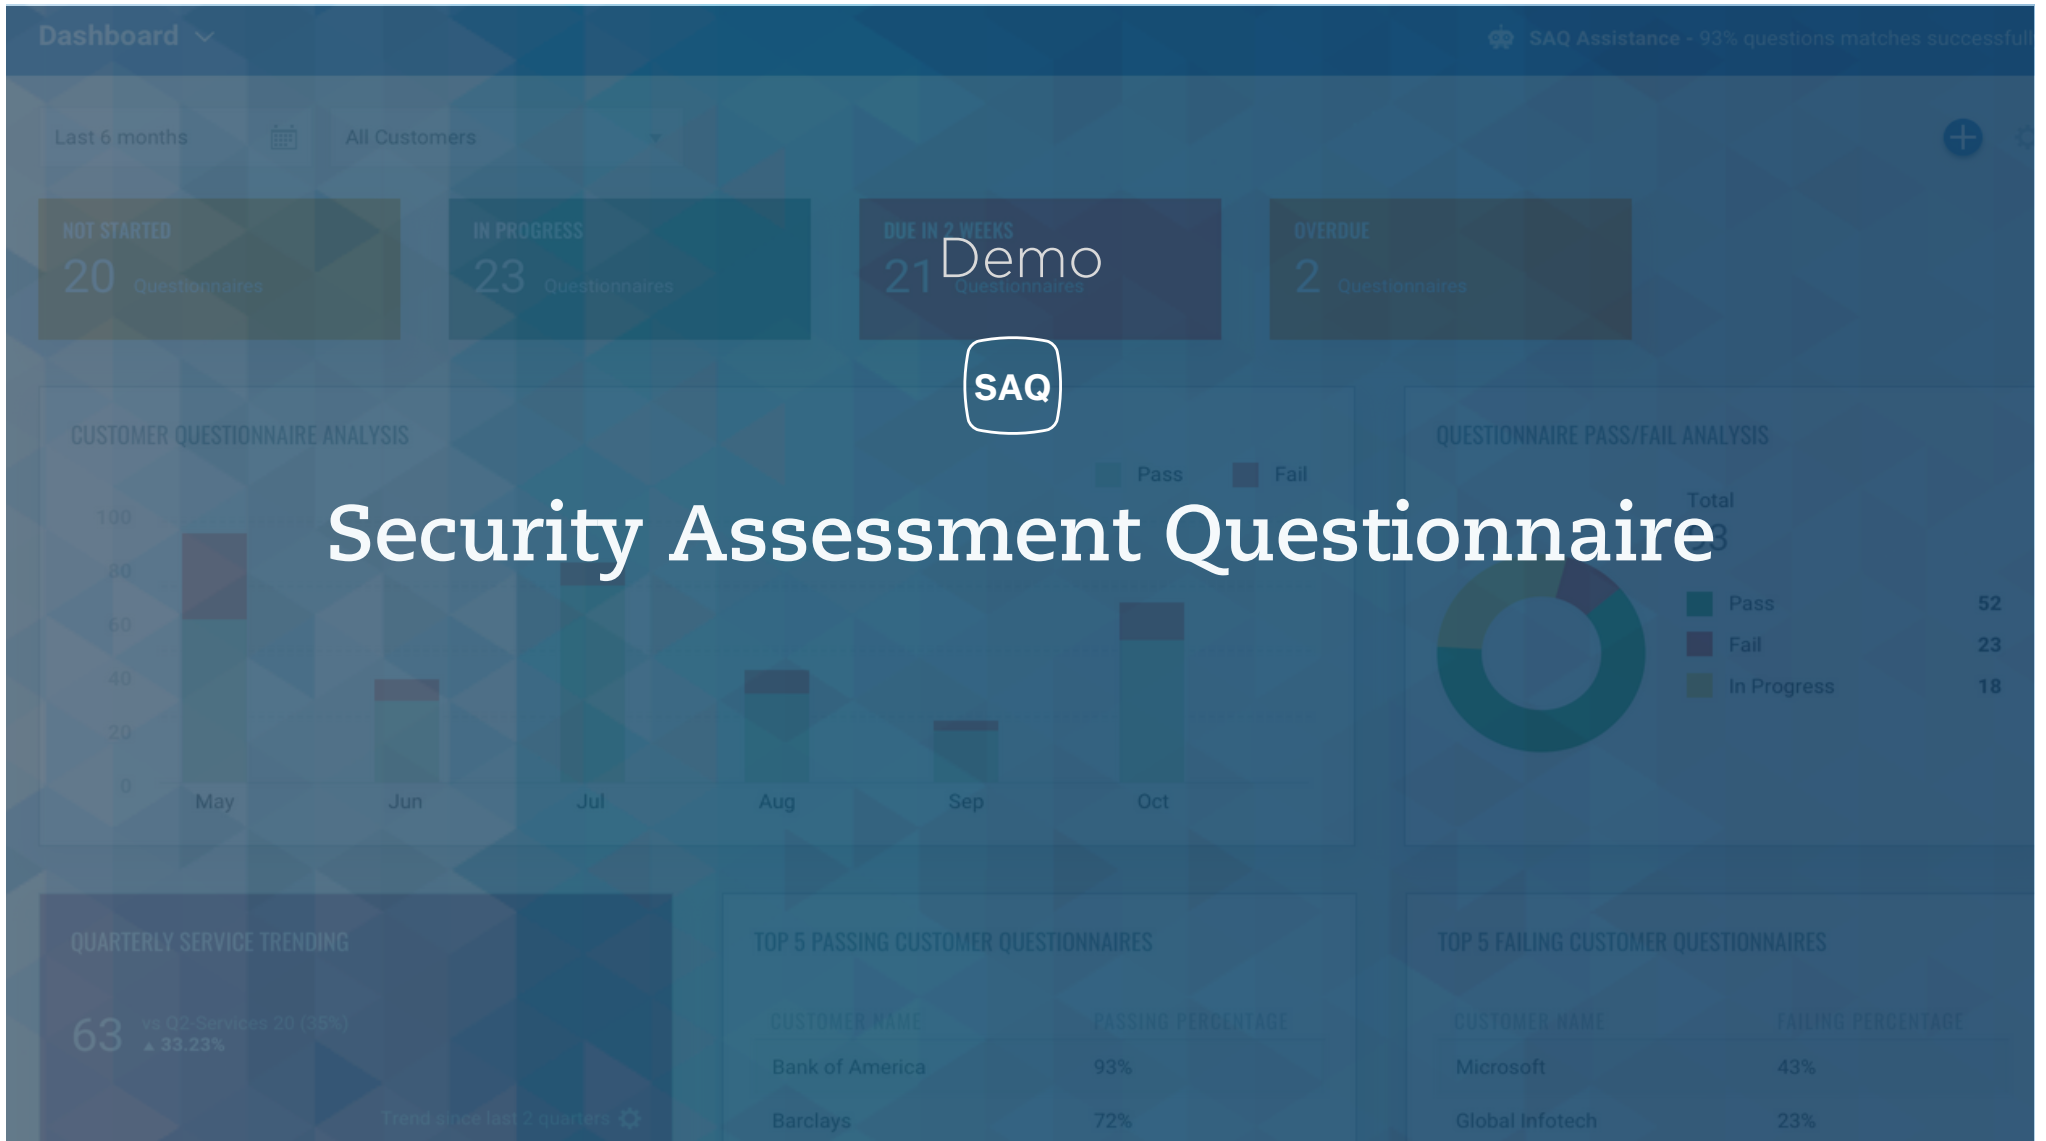 Dashboard
SAQ Assistance - 93% questions matches successfull
Last 6 months
All Customers
NOT STARTED
20 Questionnaires
IN PROGRESS
23 Questionnaires
DUE IN 2 WEEKS
21 Questionnaires
OVERDUE
2 Questionnaires
Demo
SAQ
Security Assessment Questionnaire
CUSTOMER QUESTIONNAIRE ANALYSIS
Pass
Fail
100
80
60
40
20
0
May
Jun
Jul
Aug
Sep
Oct
QUESTIONNAIRE PASS/FAIL ANALYSIS
Total
Pass 52
Fail 23
In Progress 18
QUARTERLY SERVICE TRENDING
63
vs Q2-Services 20 (35%)
▲ 33.23%
Trend since last 2 quarters
TOP 5 PASSING CUSTOMER QUESTIONNAIRES
CUSTOMER NAME PASSING PERCENTAGE
Bank of America 93%
Barclays 72%
TOP 5 FAILING CUSTOMER QUESTIONNAIRES
CUSTOMER NAME FAILING PERCENTAGE
Microsoft 43%
Global Infotech 23%